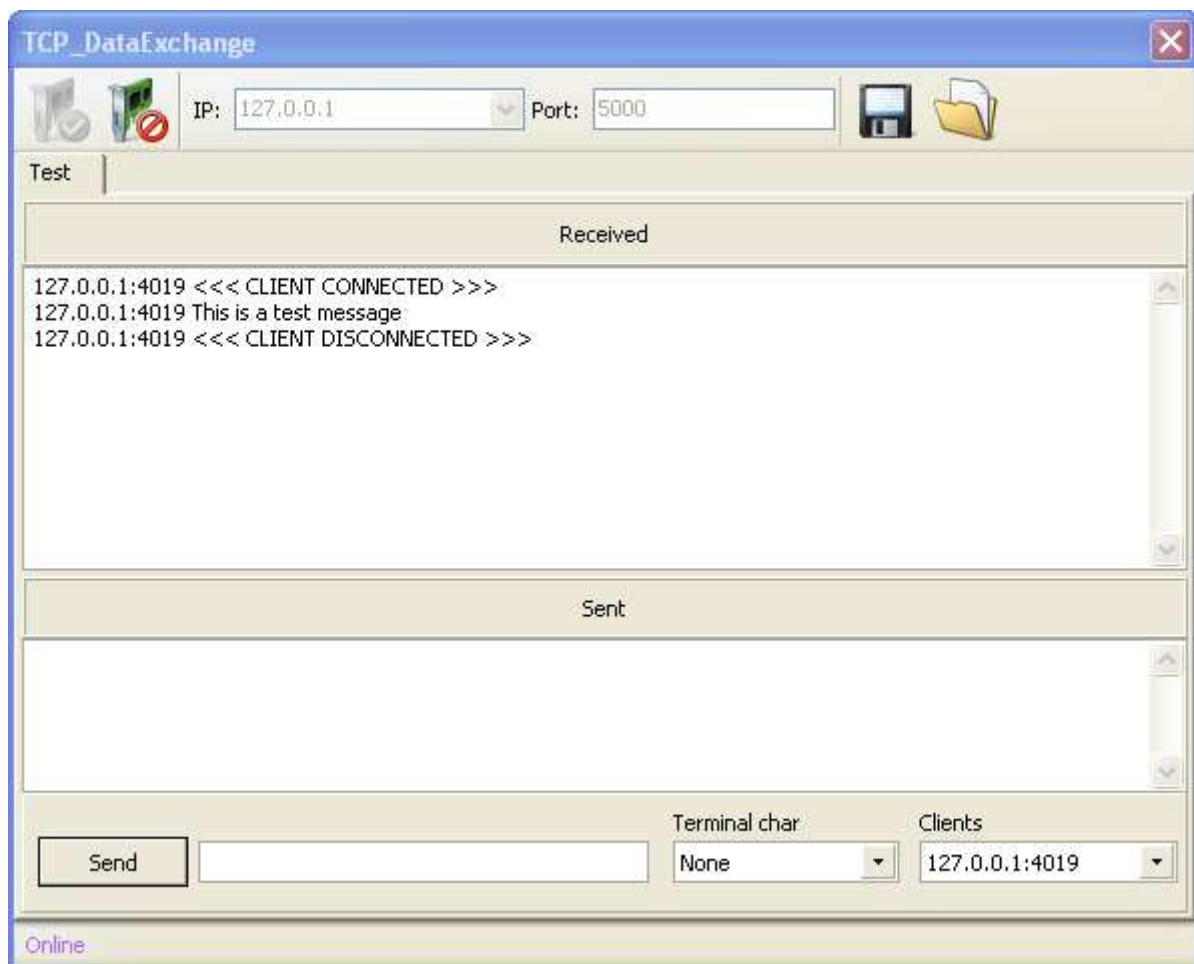 TCP_DataExchange
IP: 127.0.0.1 Port: 5000
Test
Received
127.0.0.1:4019 <<< CLIENT CONNECTED >>>
127.0.0.1:4019 This is a test message
127.0.0.1:4019 <<< CLIENT DISCONNECTED >>>
Sent
Terminal char Clients
Send None 127.0.0.1:4019
Online